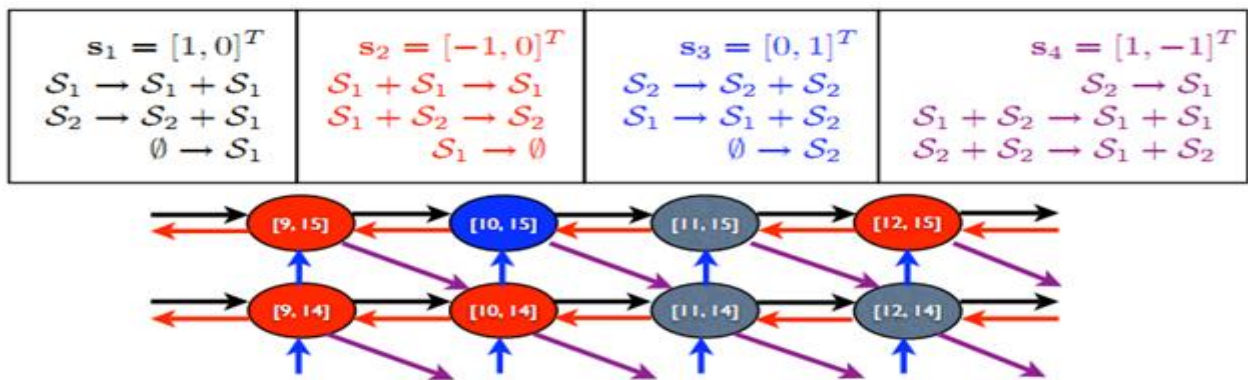 s₁ = [1, 0]ᵀ
𝒮₁ → 𝒮₁ + 𝒮₁
𝒮₂ → 𝒮₂ + 𝒮₁
∅ → 𝒮₁
s₂ = [−1, 0]ᵀ
𝒮₁ + 𝒮₁ → 𝒮₁
𝒮₁ + 𝒮₂ → 𝒮₂
𝒮₁ → ∅
s₃ = [0, 1]ᵀ
𝒮₂ → 𝒮₂ + 𝒮₂
𝒮₁ → 𝒮₁ + 𝒮₂
∅ → 𝒮₂
s₄ = [1, −1]ᵀ
𝒮₂ → 𝒮₁
𝒮₁ + 𝒮₂ → 𝒮₁ + 𝒮₁
𝒮₂ + 𝒮₂ → 𝒮₁ + 𝒮₂
[9, 15] [10, 15] [11, 15] [12, 15]
[9, 14] [10, 14] [11, 14] [12, 14]